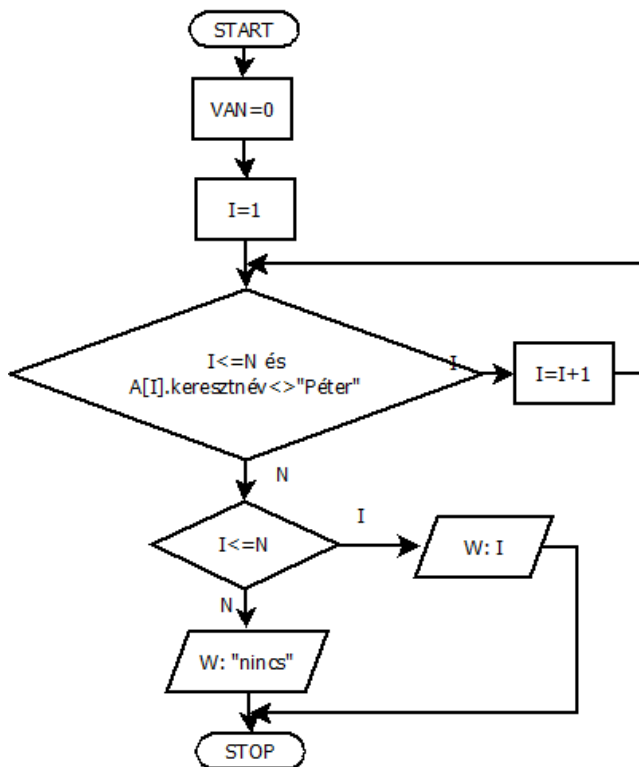 START
VAN=0
I=1
I<=N és
A[I].keresztnév<>"Péter"
I
I=I+1
N
I<=N
I
W: I
N
W: "nincs"
STOP